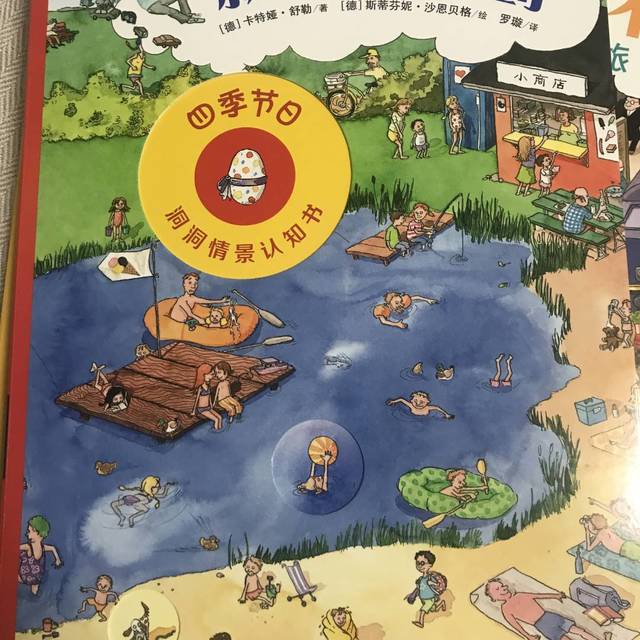 [德]卡特娅·舒勒/著 [德]斯蒂芬妮·沙恩贝格/绘 罗璇/译
小商店
四季节日
洞洞情景认知书
旅